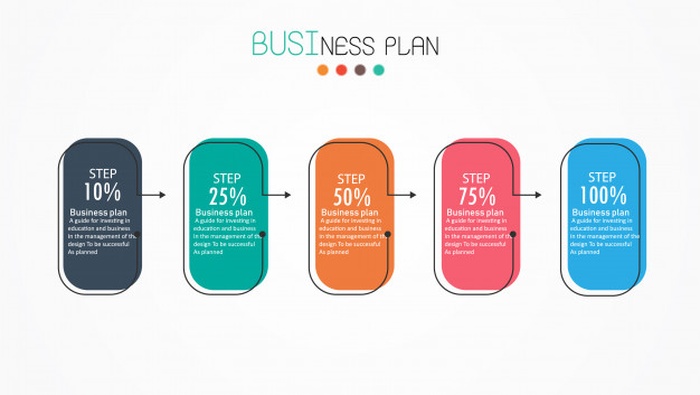 BUSINESS PLAN
STEP
10%
Business plan
A guide for investing in
education and business
in the management of the
design To be successful
As planned
STEP
25%
Business plan
A guide for investing in
education and business
in the management of the
design To be successful
As planned
STEP
50%
Business plan
A guide for investing in
education and business
in the management of the
design To be successful
As planned
STEP
75%
Business plan
A guide for investing in
education and business
in the management of the
design To be successful
As planned
STEP
100%
Business plan
A guide for investing in
education and business
in the management of the
design To be successful
As planned